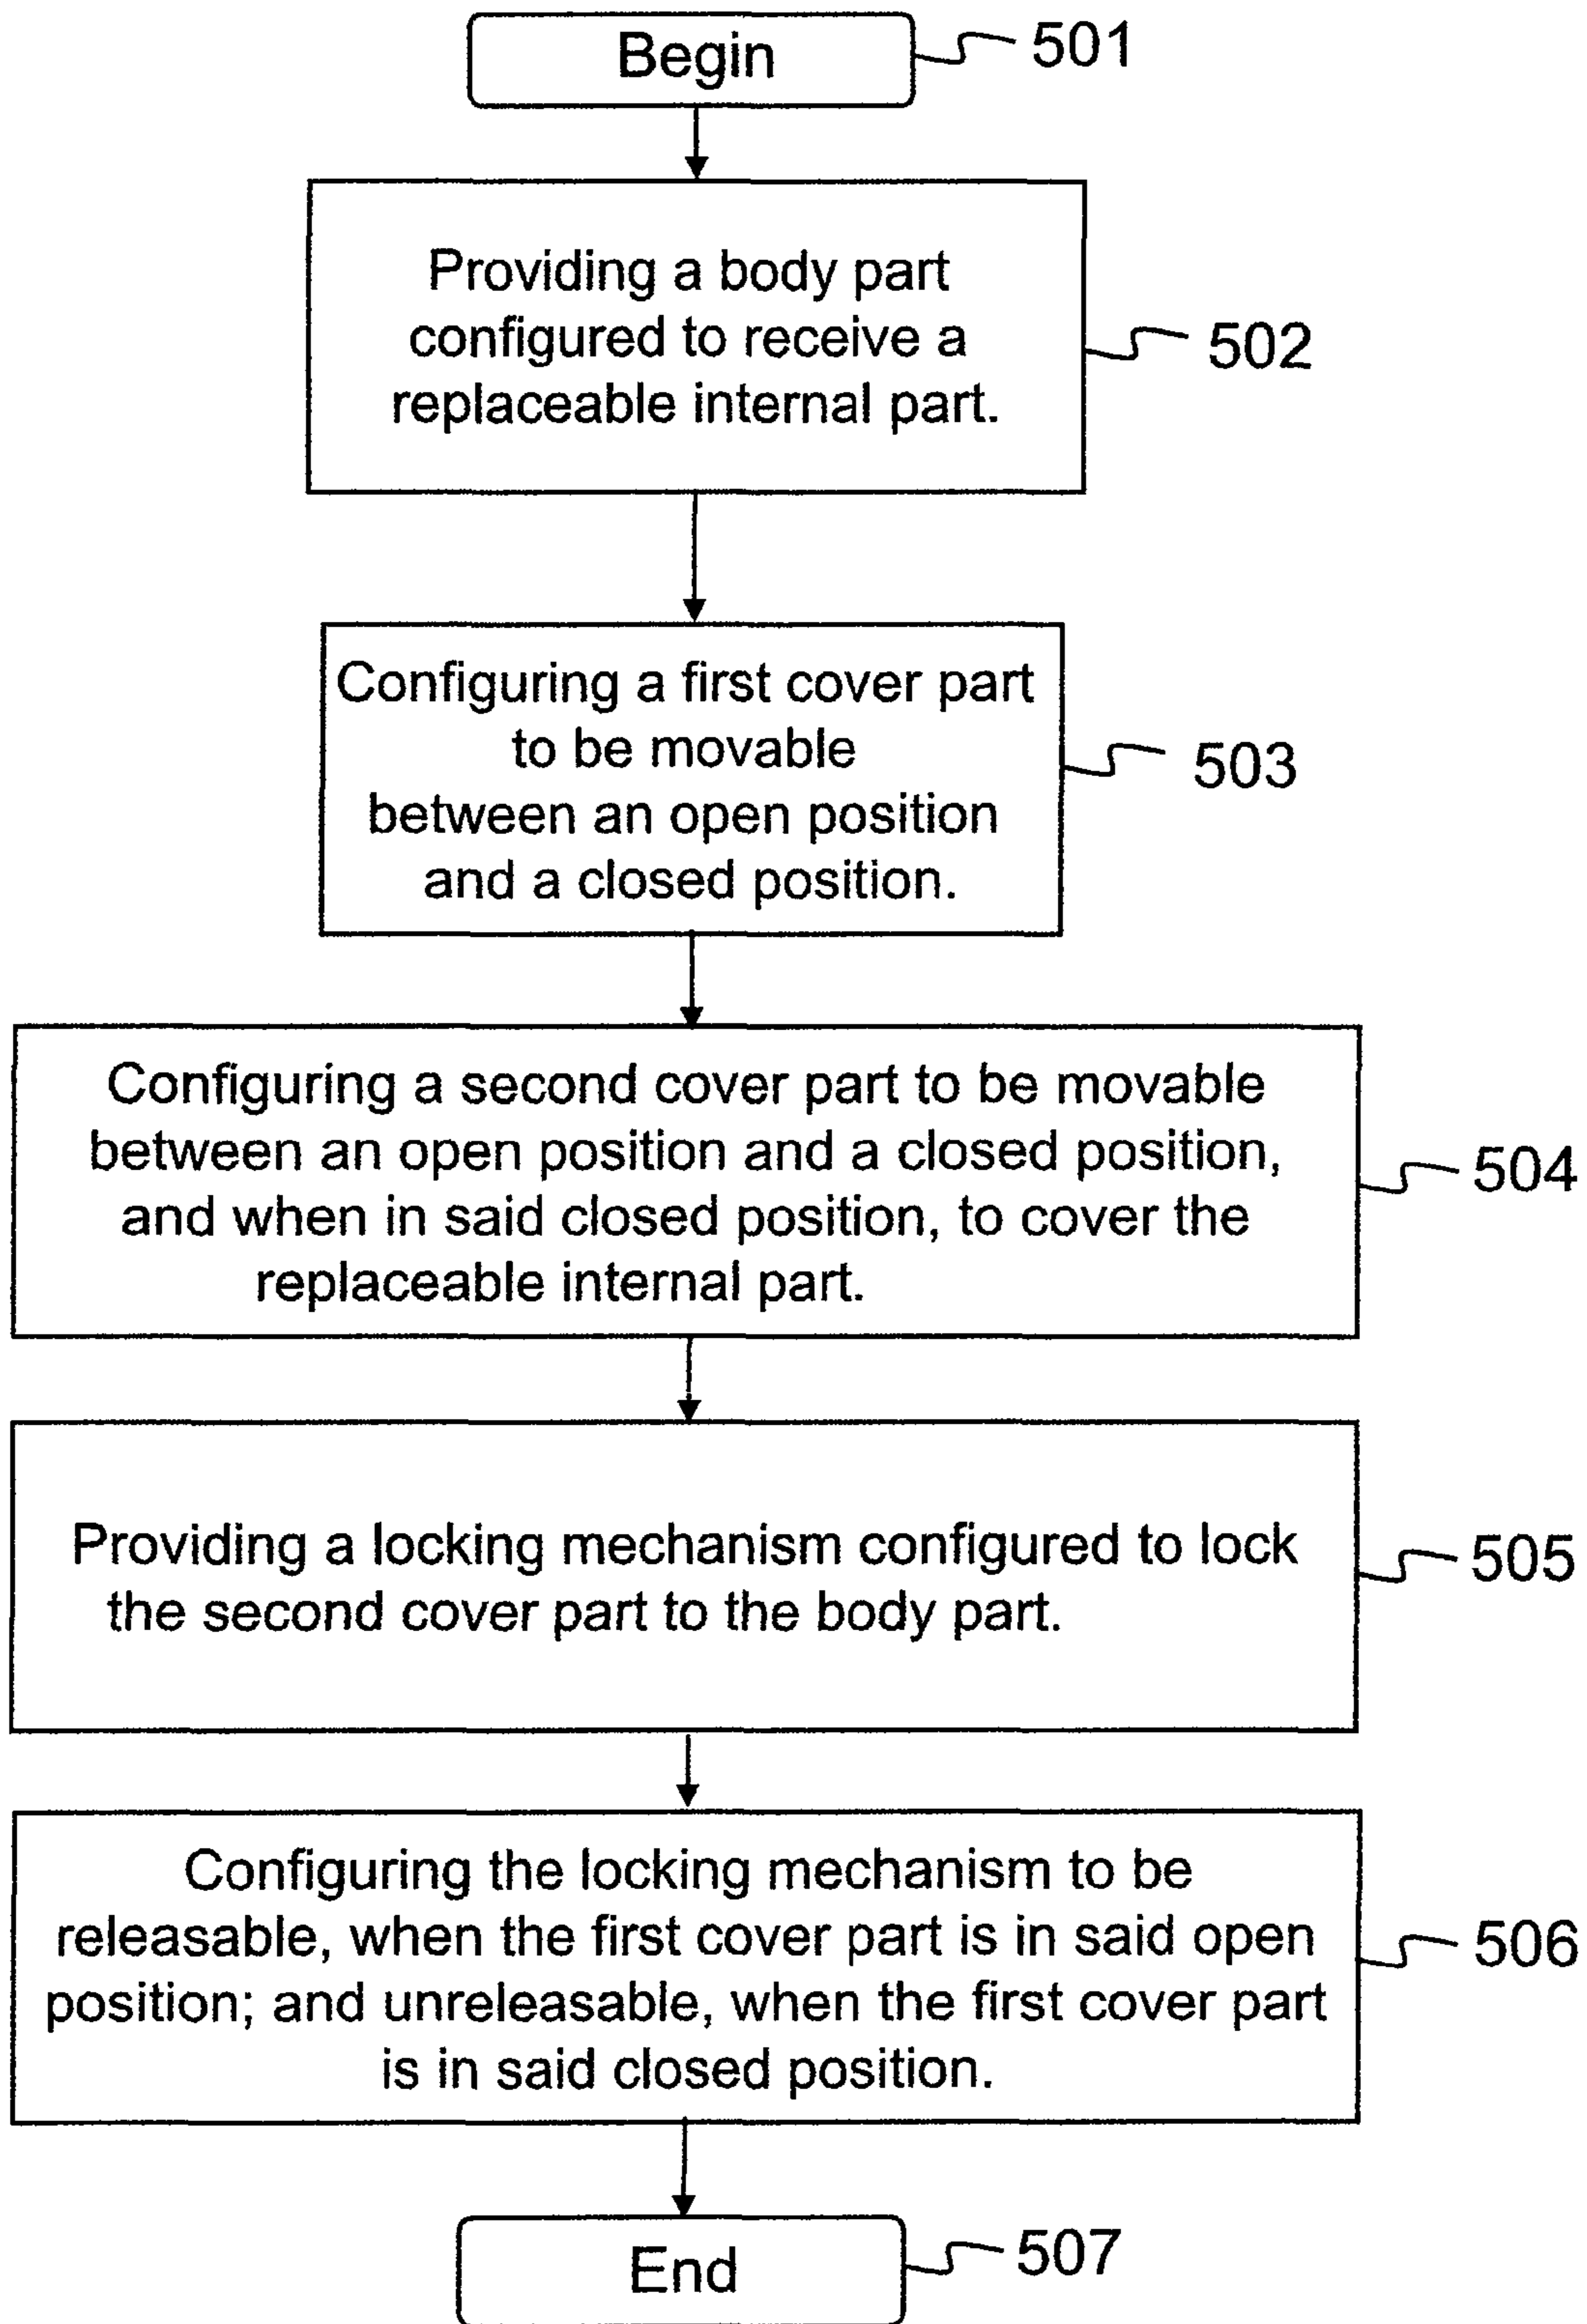 Begin
501
Providing a body part
configured to receive a
replaceable internal part.
502
Configuring a first cover part
to be movable
between an open position
and a closed position.
503
Configuring a second cover part to be movable
between an open position and a closed position,
and when in said closed position, to cover the
replaceable internal part.
504
Providing a locking mechanism configured to lock
the second cover part to the body part.
505
Configuring the locking mechanism to be
releasable, when the first cover part is in said open
position; and unreleasable, when the first cover part
is in said closed position.
506
End
507